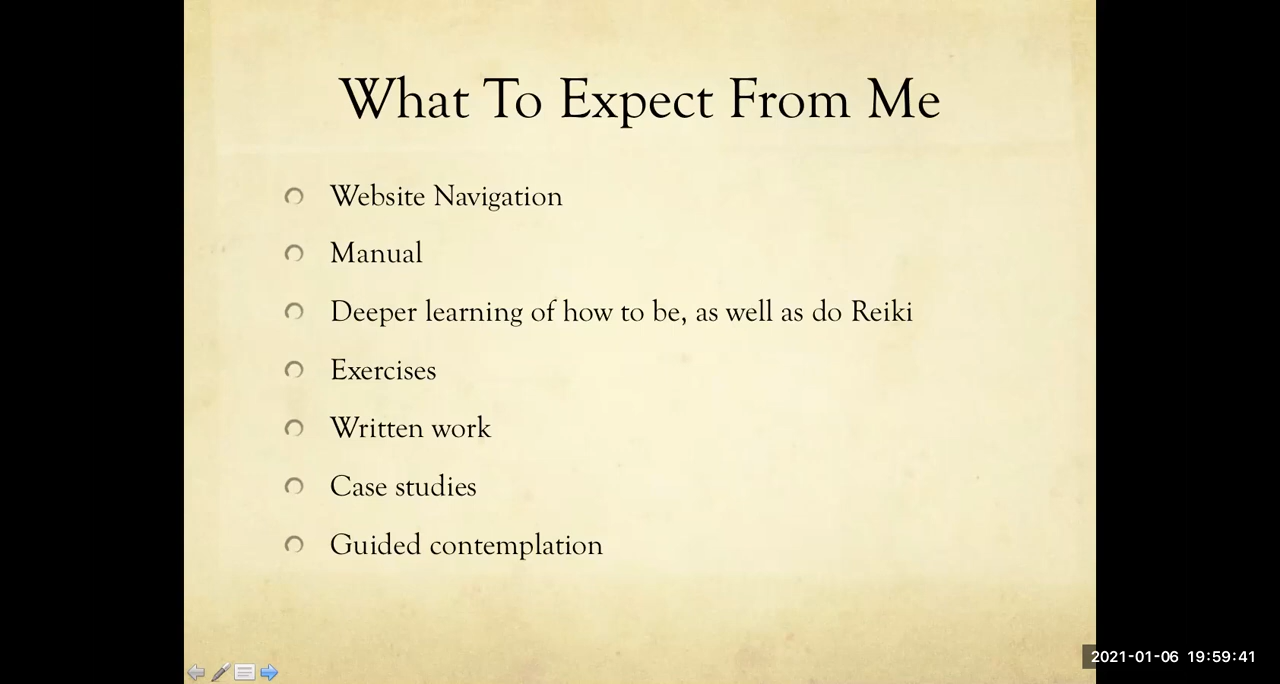 What To Expect From Me
Website Navigation
Manual
Deeper learning of how to be, as well as do Reiki
Exercises
Written work
Case studies
Guided contemplation
2021-01-06 19:59:41